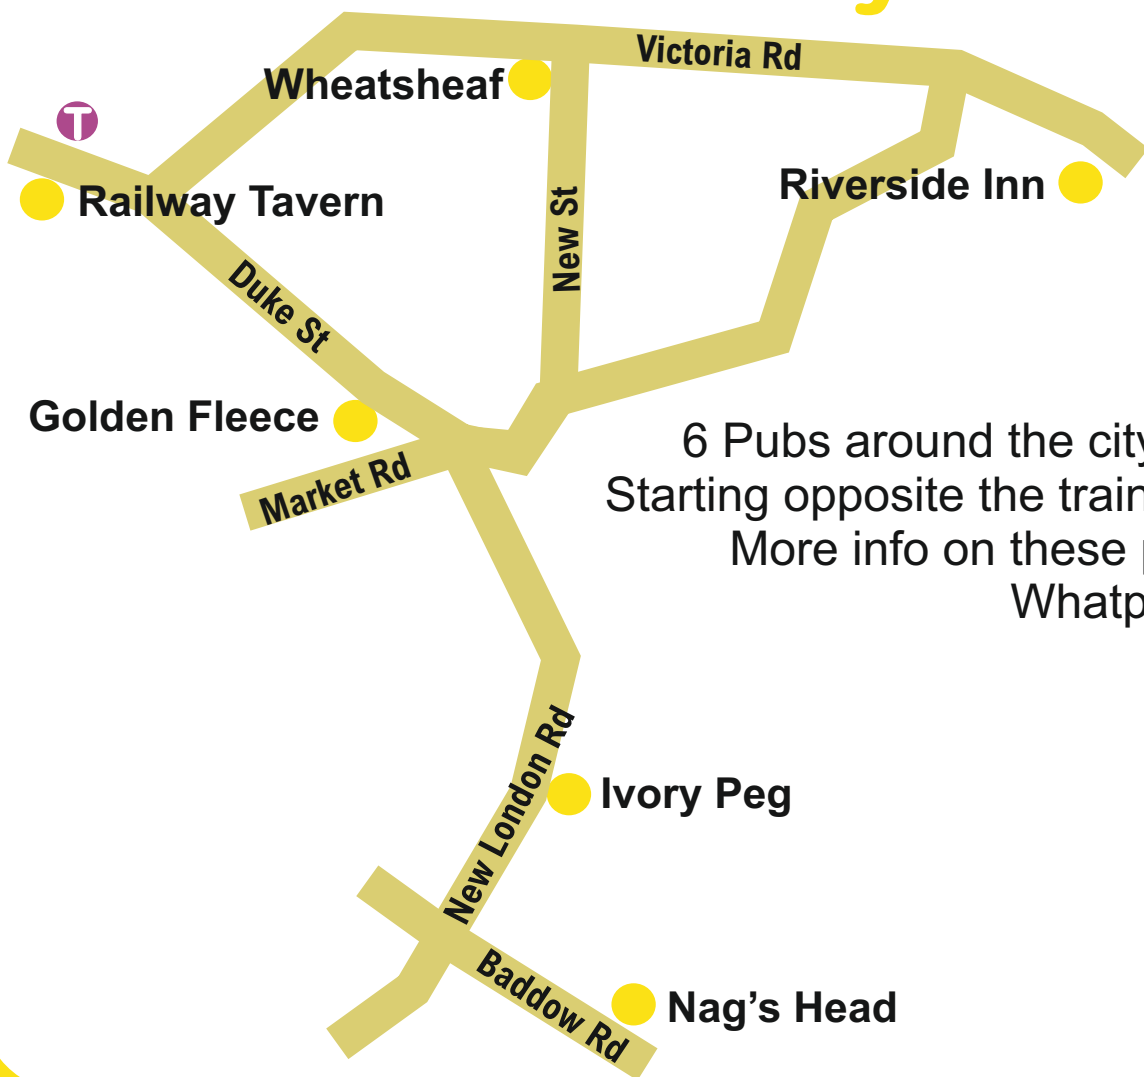 Victoria Rd
Wheatsheaf
T
Railway Tavern
Riverside Inn
New St
Duke St
Golden Fleece
Market Rd
6 Pubs around the city
Starting opposite the train
More info on these
New London Rd
Ivory Peg
Baddow Rd
Nag’s Head